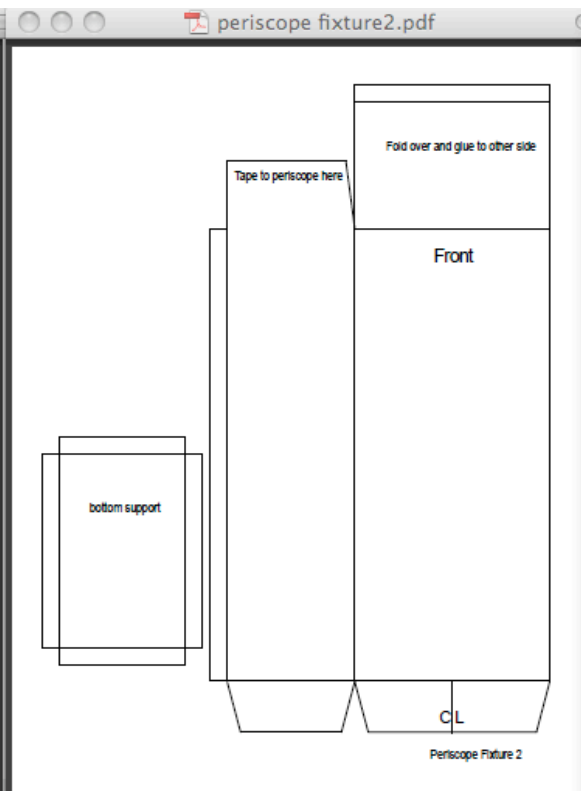 periscope fixture2.pdf
Fold over and glue to other side
Tape to periscope here
Front
bottom support
C L
Periscope Fixture 2